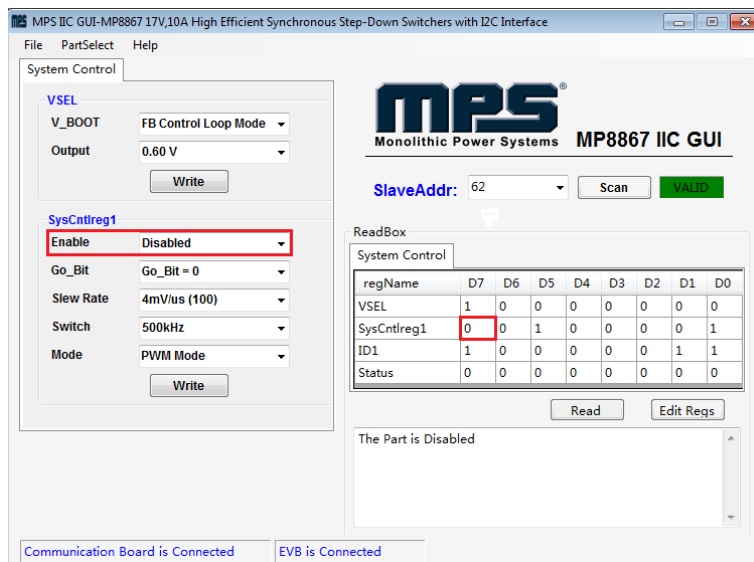 MPS IIC GUI-MP8867 17V,10A High Efficient Synchronous Step-Down Switchers with I2C Interface
File PartSelect Help
System Control
VSEL
V_BOOT FB Control Loop Mode
Output 0.60 V
Write
SysCntlreg1
Enable Disabled
Go_Bit Go_Bit = 0
Slew Rate 4mV/us (100)
Switch 500kHz
Mode PWM Mode
Write
mps®
Monolithic Power Systems MP8867 IIC GUI
SlaveAddr: 62 Scan VALID
ReadBox
System Control
regName D7 D6 D5 D4 D3 D2 D1 D0
VSEL 1 0 0 0 0 0 0 0
SysCntlreg1 0 0 1 0 0 0 0 1
ID1 1 0 0 0 0 0 1 1
Status 0 0 0 0 0 0 0 0
Read Edit Regs
The Part is Disabled
Communication Board is Connected EVB is Connected